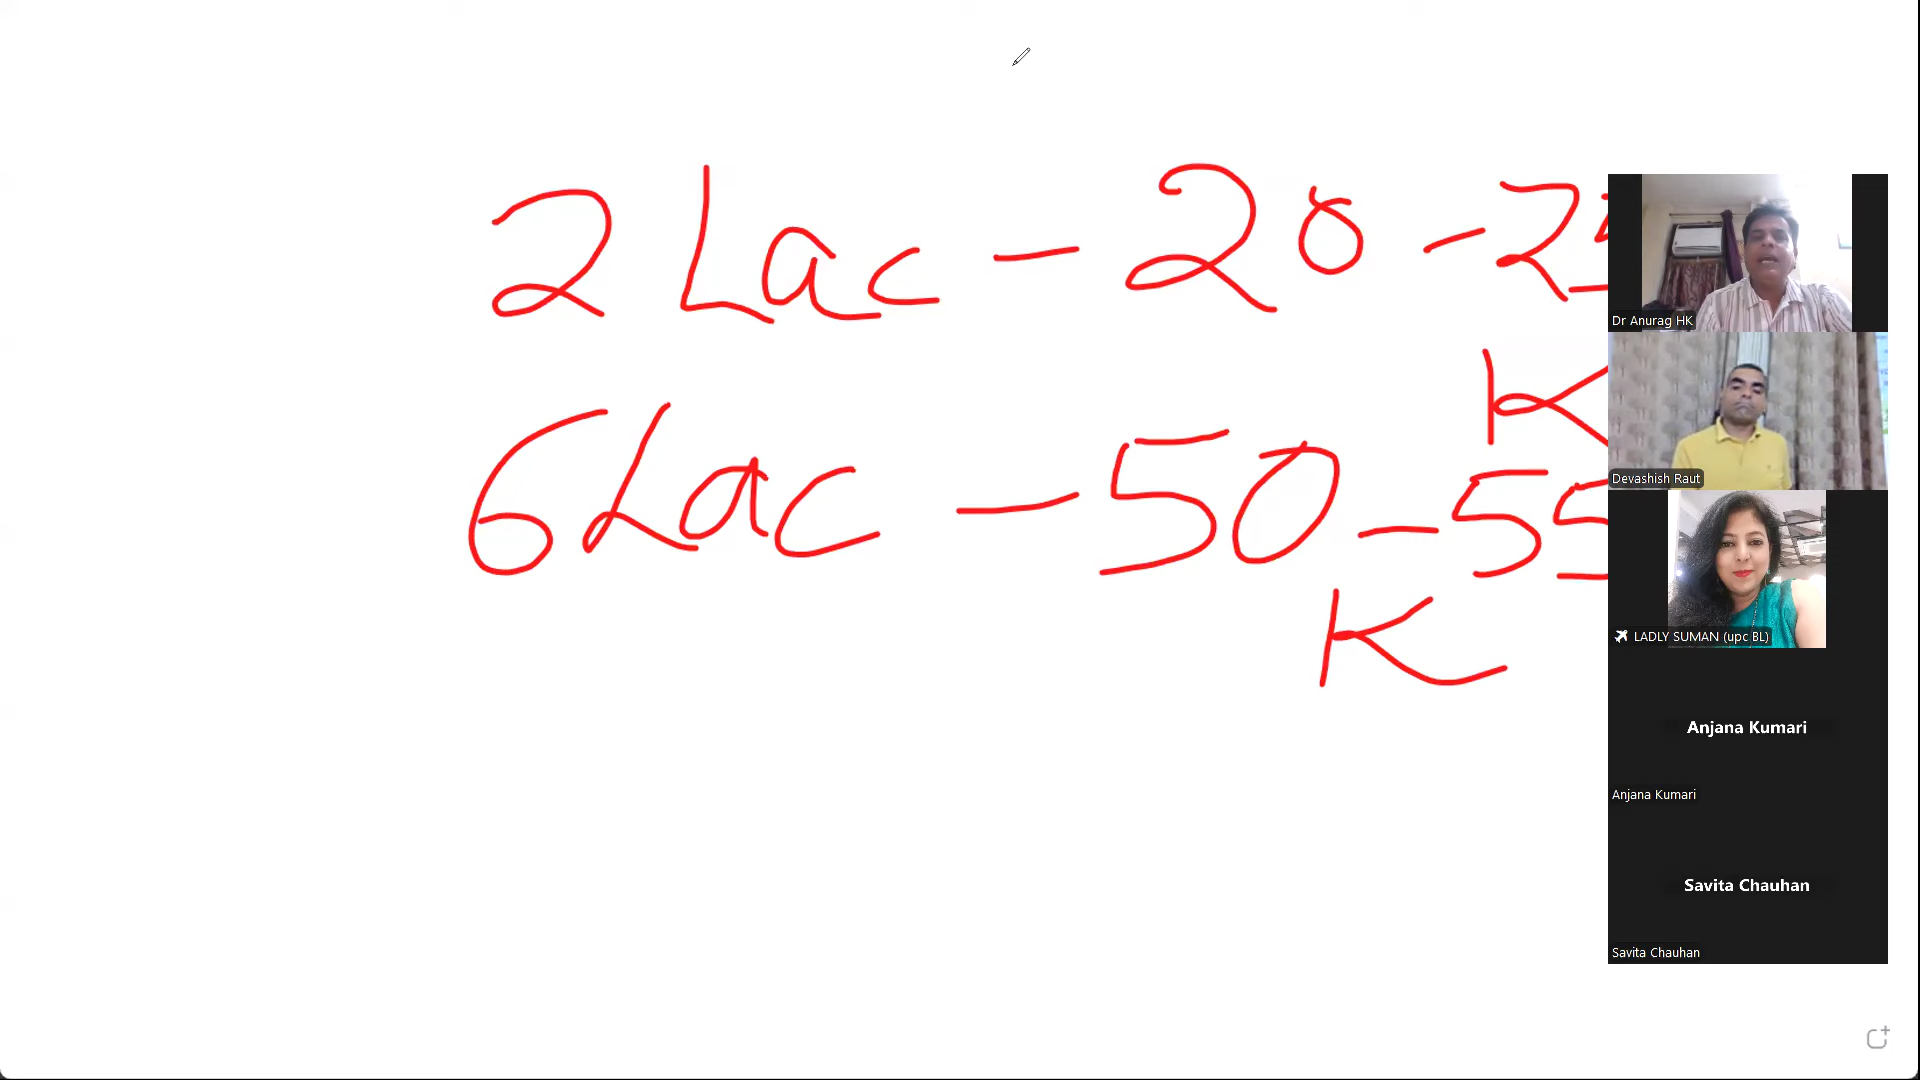 2 Lac - 20 - 25
K
6 Lac - 50 - 55
K
Dr Anurag HK
Devashish Raut
LADLY SUMAN (upc BL)
Anjana Kumari
Anjana Kumari
Savita Chauhan
Savita Chauhan